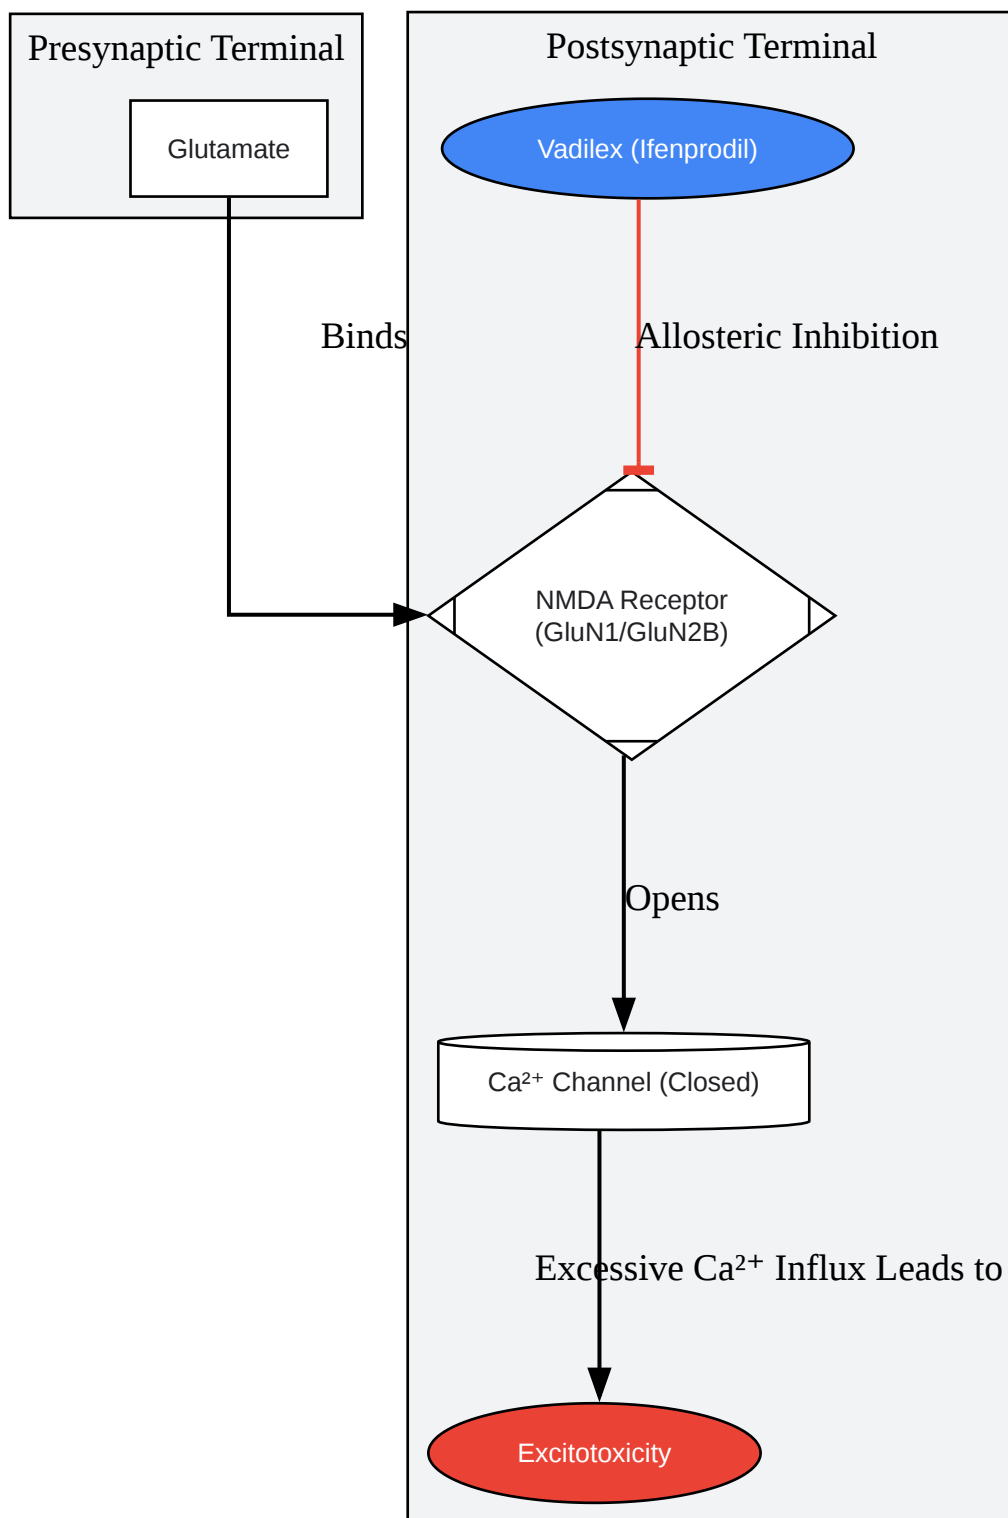 Presynaptic Terminal
Postsynaptic Terminal
Glutamate
Vadilex (Ifenprodil)
Binds
Allosteric Inhibition
NMDA Receptor
(GluN1/GluN2B)
Opens
Ca²⁺ Channel (Closed)
Excessive Ca²⁺ Influx Leads to
Excitotoxicity